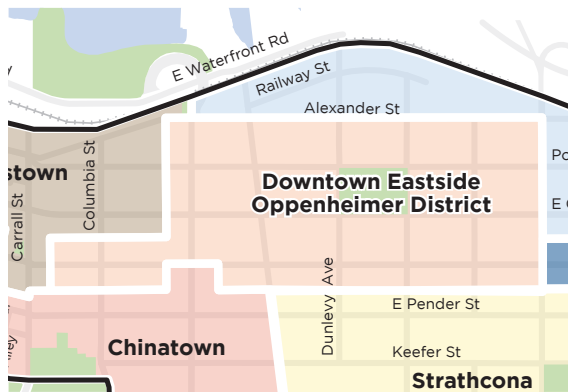 E Waterfront Rd
Railway St
Alexander St
stown
Columbia St
Carrall St
Downtown Eastside
Oppenheimer District
Po
E
Dunlevy Ave
E Pender St
Chinatown
Keefer St
Strathcona